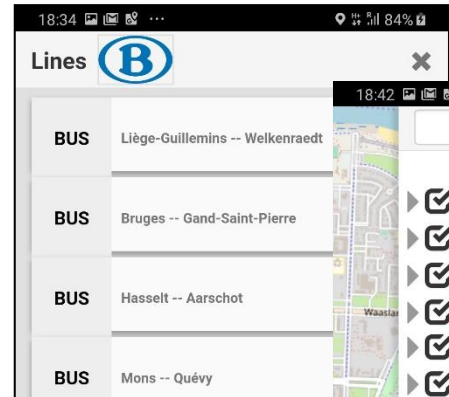 18:34 ... 84%
Lines B
18:42
BUS Liège-Guillemins -- Welkenraedt
BUS Bruges -- Gand-Saint-Pierre
BUS Hasselt -- Aarschot
BUS Mons -- Quévy